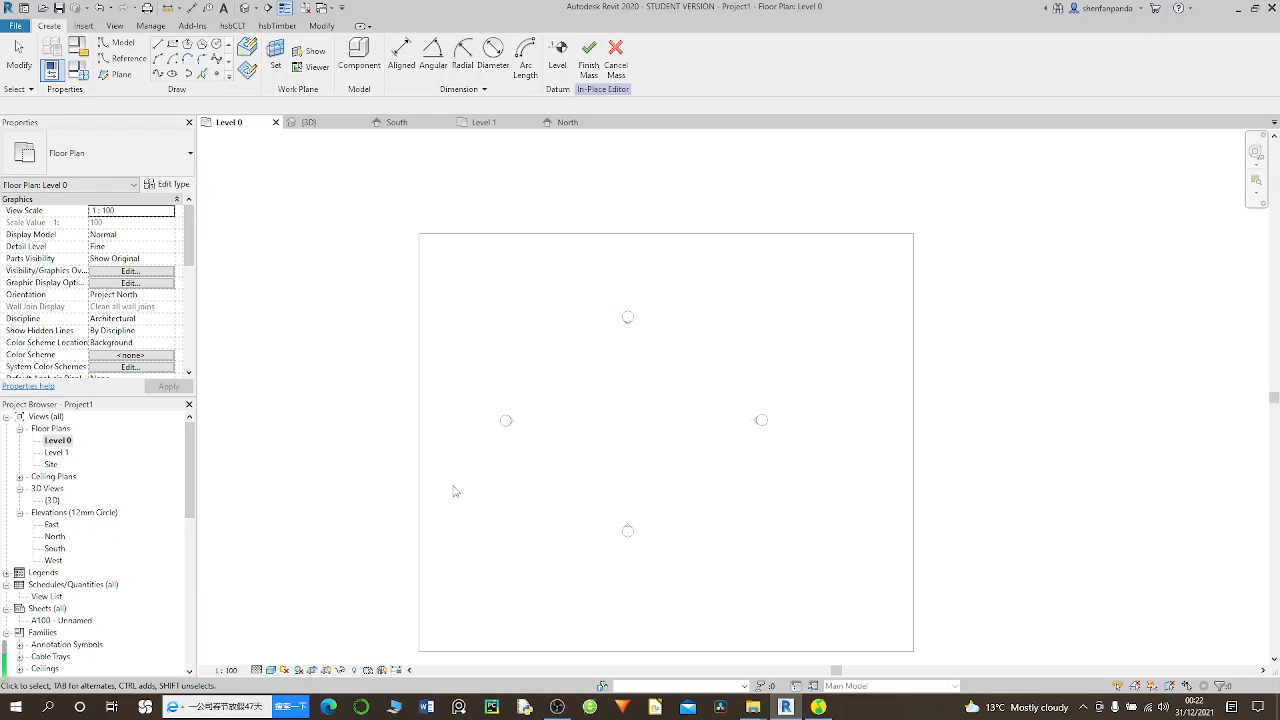 Autodesk Revit 2020 - STUDENT VERSION - Project1 - Floor Plan: Level 0
shenfanpanda
File Create Insert View Manage Add-Ins hsbCLT hsbTimber Modify
Modify
Model
Reference
Plane
Set
Show
Viewer
Component
Aligned Angular Radial Diameter Arc Length
Level
Finish Mass
Cancel Mass
Select Properties Draw Work Plane Model Dimension Datum In-Place Editor
Properties
Level 0 {3D} South Level 1 North
Floor Plan
Floor Plan: Level 0 Edit Type
Graphics
View Scale 1 : 100
Scale Value 1: 100
Display Model Normal
Detail Level Fine
Parts Visibility Show Original
Visibility/Graphics Ov... Edit...
Graphic Display Opti... Edit...
Orientation Project North
Wall Join Display Clean all wall joins
Discipline Architectural
Show Hidden Lines By Discipline
Color Scheme Location Background
Color Scheme <none>
System Color Schemes Edit...
Properties help Apply
Project Browser - Project1
Views (all)
Floor Plans
Level 0
Level 1
Site
Ceiling Plans
3D Views
{3D}
Elevations (12mm Circle)
East
North
South
West
Legends
Schedules/Quantities (all)
View List
Sheets (all)
A100 - Unnamed
Families
Annotation Symbols
Cable Trays
Ceilings
1 : 100
Click to select, TAB for alternates, CTRL adds, SHIFT unselects.
:0
Main Model
:0
搜索一下
13°C Mostly cloudy
00:22
31/12/2021